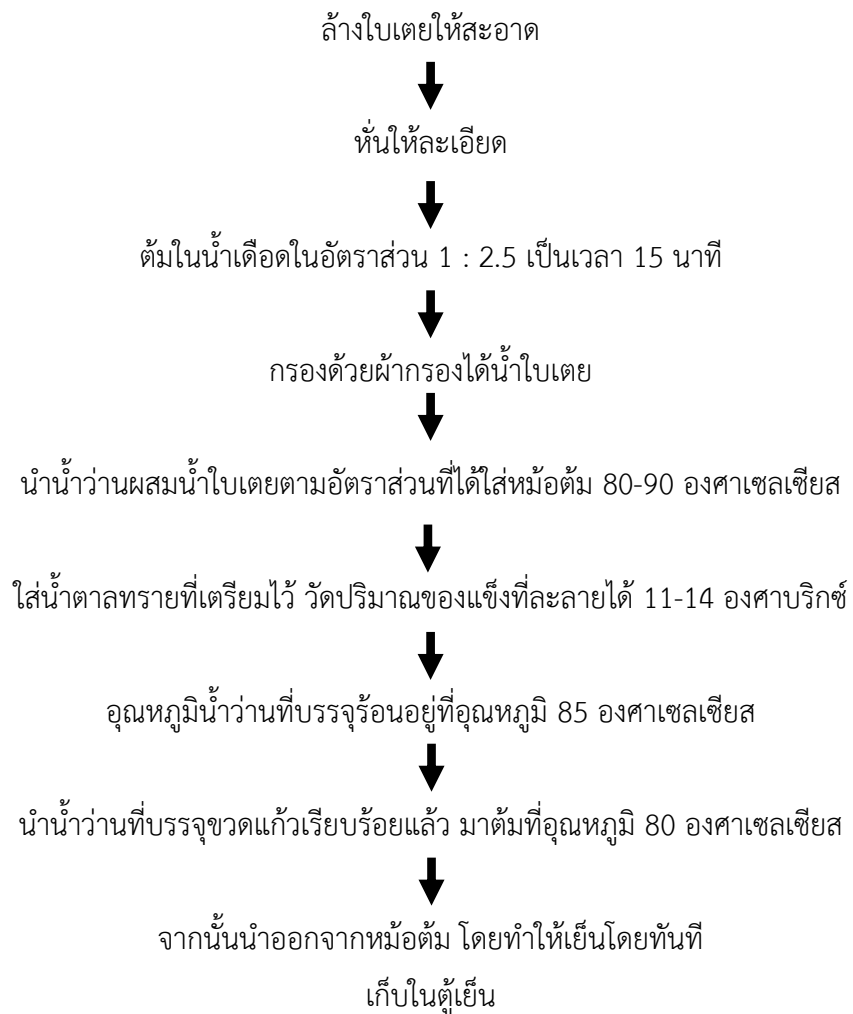 ล้างใบเตยให้สะอาด
หั่นให้ละเอียด
ต้มในน้ำเดือดในอัตราส่วน 1 : 2.5 เป็นเวลา 15 นาที
กรองด้วยผ้ากรองได้น้ำใบเตย
นำน้ำว่านผสมน้ำใบเตยตามอัตราส่วนที่ได้ใส่หม้อต้ม 80-90 องศาเซลเซียส
ใส่น้ำตาลทรายที่เตรียมไว้ วัดปริมาณของแข็งที่ละลายได้ 11-14 องศาบริกซ์
อุณหภูมิน้ำว่านที่บรรจุร้อนอยู่ที่อุณหภูมิ 85 องศาเซลเซียส
นำน้ำว่านที่บรรจุขวดแก้วเรียบร้อยแล้ว มาต้มที่อุณหภูมิ 80 องศาเซลเซียส
จากนั้นนำออกจากหม้อต้ม โดยทำให้เย็นโดยทันที
เก็บในตู้เย็น